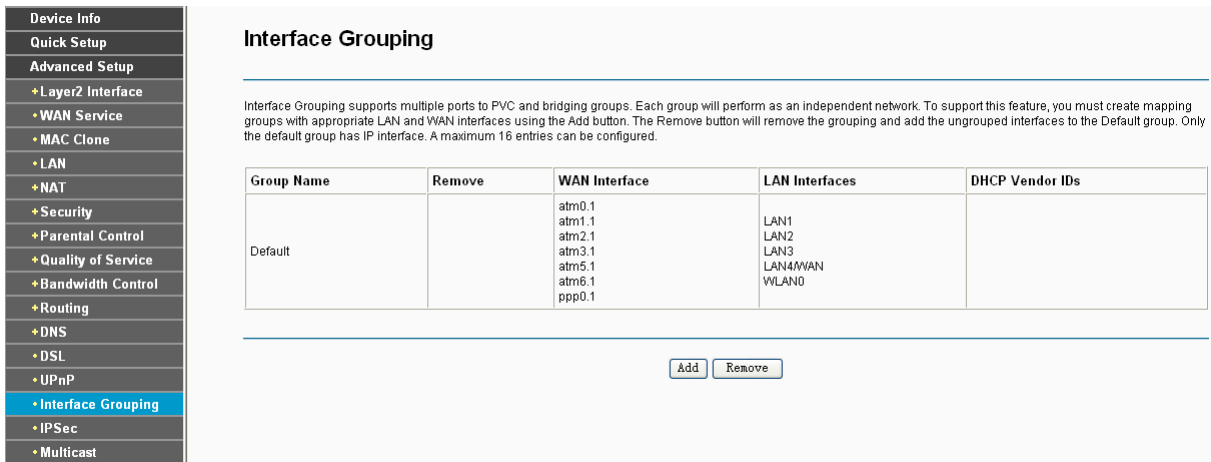 Device Info
Quick Setup
Advanced Setup
+Layer2 Interface
•WAN Service
•MAC Clone
•LAN
+NAT
+Security
+Parental Control
+Quality of Service
+Bandwidth Control
+Routing
+DNS
•DSL
•UPnP
•Interface Grouping
•IPSec
•Multicast
Interface Grouping
Interface Grouping supports multiple ports to PVC and bridging groups. Each group will perform as an independent network. To support this feature, you must create mapping
groups with appropriate LAN and WAN interfaces using the Add button. The Remove button will remove the grouping and add the ungrouped interfaces to the Default group. Only
the default group has IP interface. A maximum 16 entries can be configured.
Group Name Remove WAN Interface LAN Interfaces DHCP Vendor IDs
Default
atm0.1
atm1.1
atm2.1
atm3.1
atm5.1
atm6.1
ppp0.1
LAN1
LAN2
LAN3
LAN4/WAN
WLAN0
Add Remove